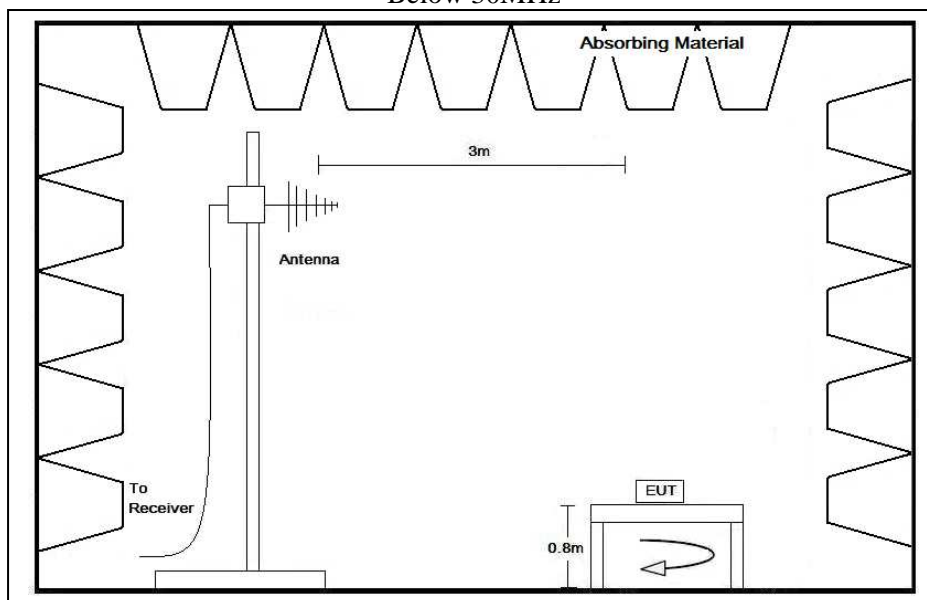 Absorbing Material
3m
Antenna
To
Receiver
EUT
0.8m